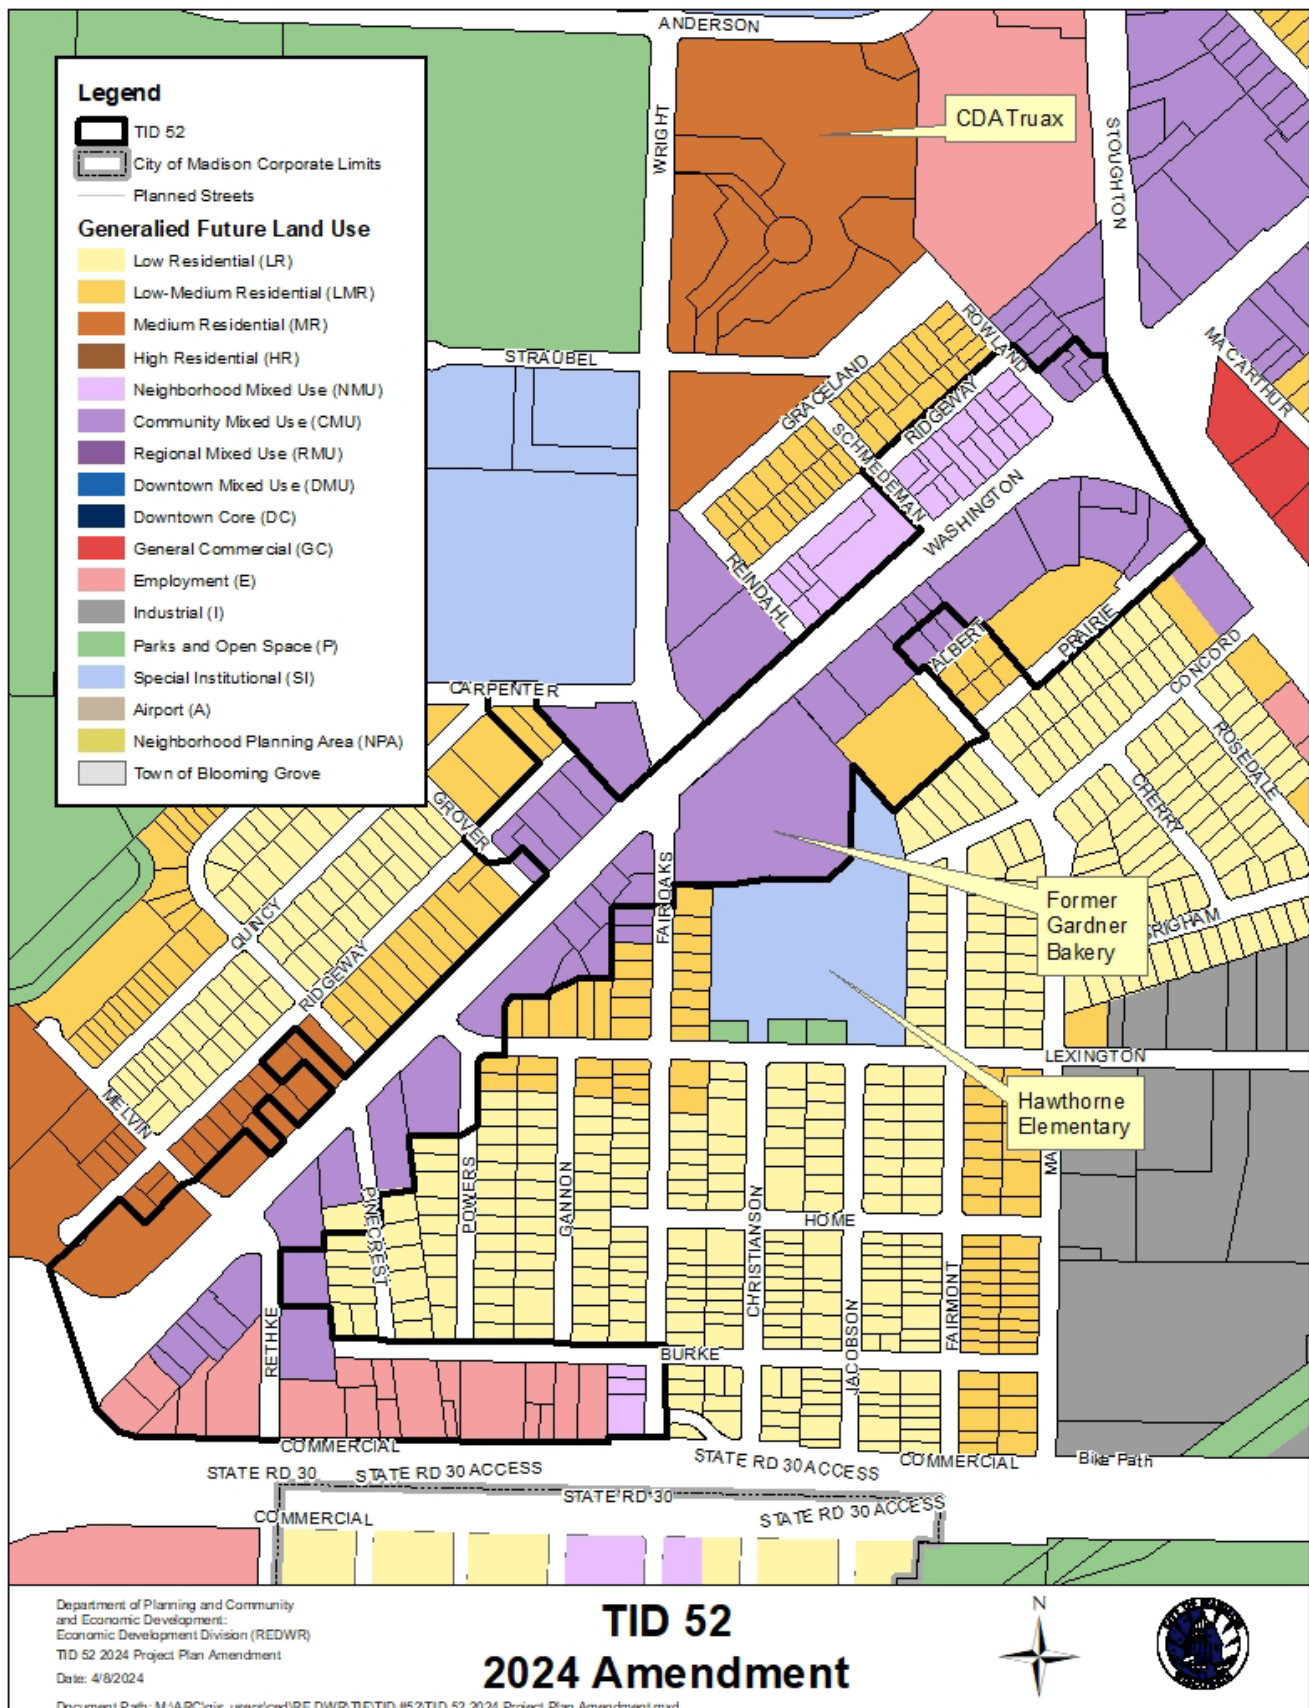 ANDERSON
Legend
TID 52
City of Madison Corporate Limits
Planned Streets
Generalied Future Land Use
Low Residential (LR)
Low-Medium Residential (LMR)
Medium Residential (MR)
High Residential (HR)
Neighborhood Mixed Use (NMU)
Community Mixed Use (CMU)
Regional Mixed Use (RMU)
Downtown Mixed Use (DMU)
Downtown Core (DC)
General Commercial (GC)
Employment (E)
Industrial (I)
Parks and Open Space (P)
Special Institutional (SI)
Airport (A)
Neighborhood Planning Area (NPA)
Town of Blooming Grove
WRIGHT
CDA Truax
STOUGHTON
STRAUBEL
ROWLAND
MACARTHUR
GRACELAND
RIDGEWAY
SCHMEDEMAN
WASHINGTON
REINDAHL
ALBERT
PRAIRIE
CONCORD
CARPENTER
ROSEDALE
CHERRY
GROVER
FAIR OAKS
Former
Gardner
Bakery
BRIGHAM
QUINCY
RIDGEWAY
LEXINGTON
Hawthorne
Elementary
MELVIN
MA
PINECREST
POWERS
GANNON
CHRISTIANSON
HOME
RETHKE
JACOBSON
FAIRMONT
BURKE
COMMERCIAL
STATE RD 30
STATE RD 30 ACCESS
STATE RD 30 ACCESS
COMMERCIAL
Bike Path
STATE RD 30
COMMERCIAL
STATE RD 30 ACCESS
Department of Planning and Community
and Economic Development:
Economic Development Division (REDWR)
TID 52 2024 Project Plan Amendment
Date: 4/8/2024
TID 52
2024 Amendment
N